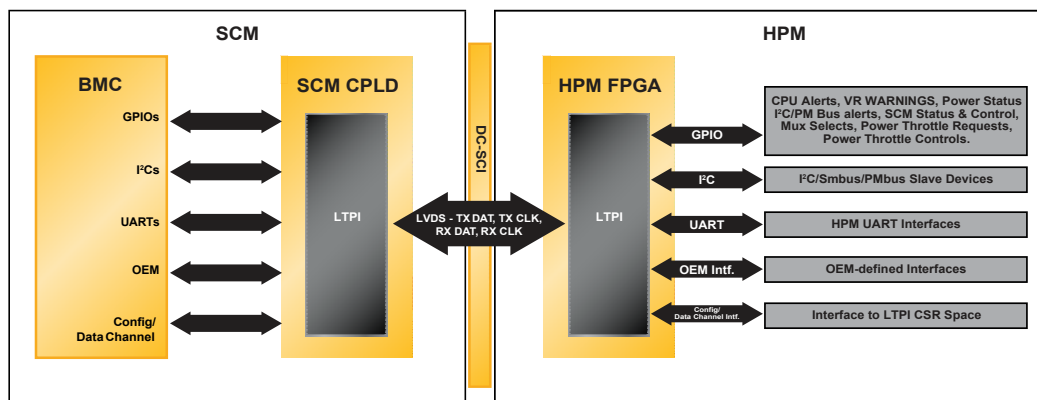 SCM
BMC
GPIOs
I²Cs
UARTs
OEM
Config/
Data Channel
SCM CPLD
LTPI
DC-SCI
LVDS - TX DAT, TX CLK,
RX DAT, RX CLK
HPM
HPM FPGA
LTPI
GPIO
CPU Alerts, VR WARNINGS, Power Status
I²C/PM Bus alerts, SCM Status & Control,
Mux Selects, Power Throttle Requests,
Power Throttle Controls.
I²C
I²C/Smbus/PMbus Slave Devices
UART
HPM UART Interfaces
OEM Intf.
OEM-defined Interfaces
Config/
Data Channel Intf.
Interface to LTPI CSR Space